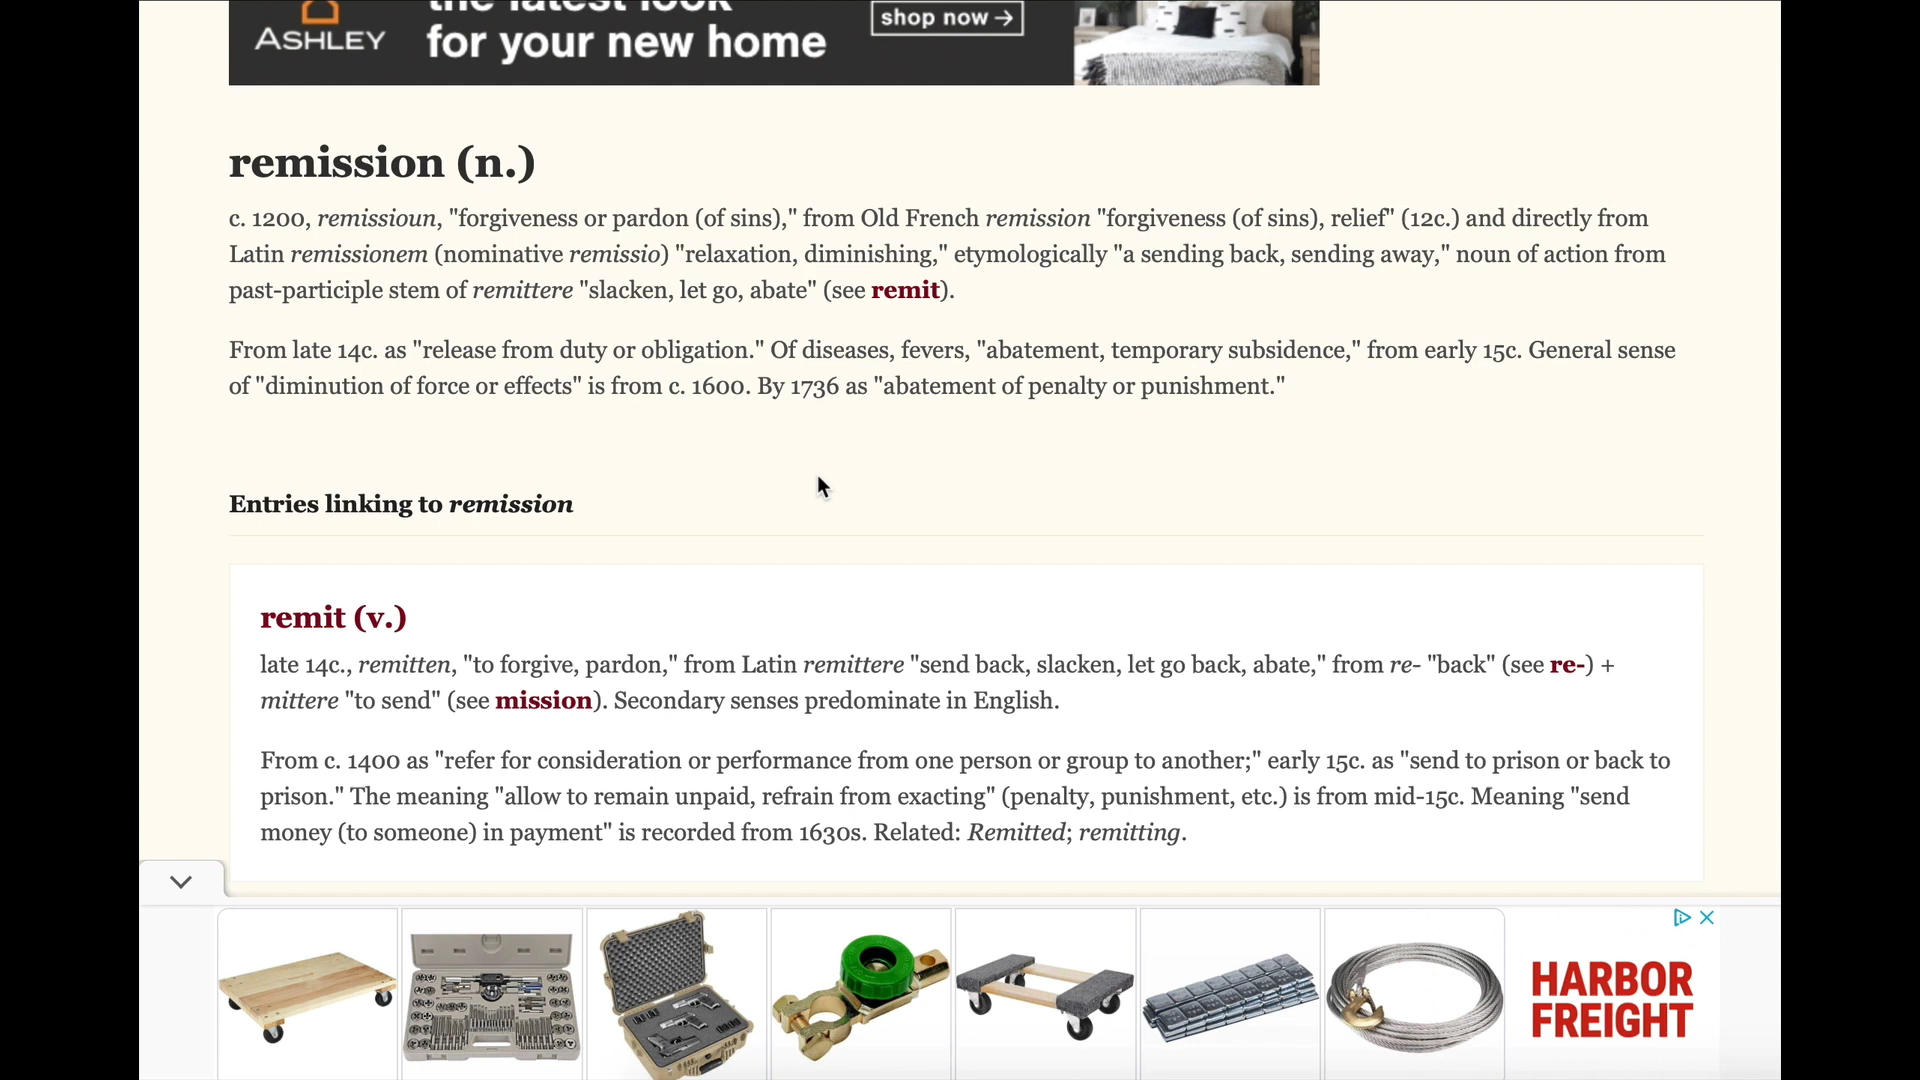 the latest look
for your new home
ASHLEY
shop now →
remission (n.)
c. 1200, remissioun, "forgiveness or pardon (of sins)," from Old French remission "forgiveness (of sins), relief" (12c.) and directly from
Latin remissionem (nominative remissio) "relaxation, diminishing," etymologically "a sending back, sending away," noun of action from
past-participle stem of remittere "slacken, let go, abate" (see remit).
From late 14c. as "release from duty or obligation." Of diseases, fevers, "abatement, temporary subsidence," from early 15c. General sense
of "diminution of force or effects" is from c. 1600. By 1736 as "abatement of penalty or punishment."
Entries linking to remission
remit (v.)
late 14c., remitten, "to forgive, pardon," from Latin remittere "send back, slacken, let go back, abate," from re- "back" (see re-) +
mittere "to send" (see mission). Secondary senses predominate in English.
From c. 1400 as "refer for consideration or performance from one person or group to another;" early 15c. as "send to prison or back to
prison." The meaning "allow to remain unpaid, refrain from exacting" (penalty, punishment, etc.) is from mid-15c. Meaning "send
money (to someone) in payment" is recorded from 1630s. Related: Remitted; remitting.
HARBOR
FREIGHT